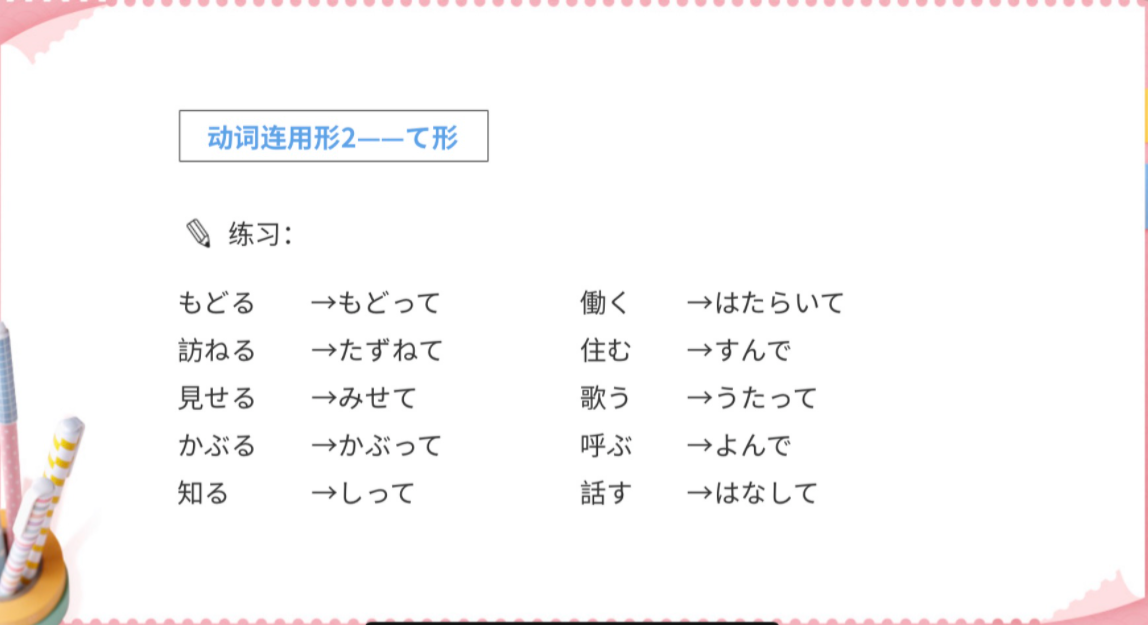 动词连用形2——て形
练习：
もどる →もどって 働く →はたらいて
訪ねる →たずねて 住む →すんで
見せる →みせて 歌う →うたって
かぶる →かぶって 呼ぶ →よんで
知る →しって 話す →はなして